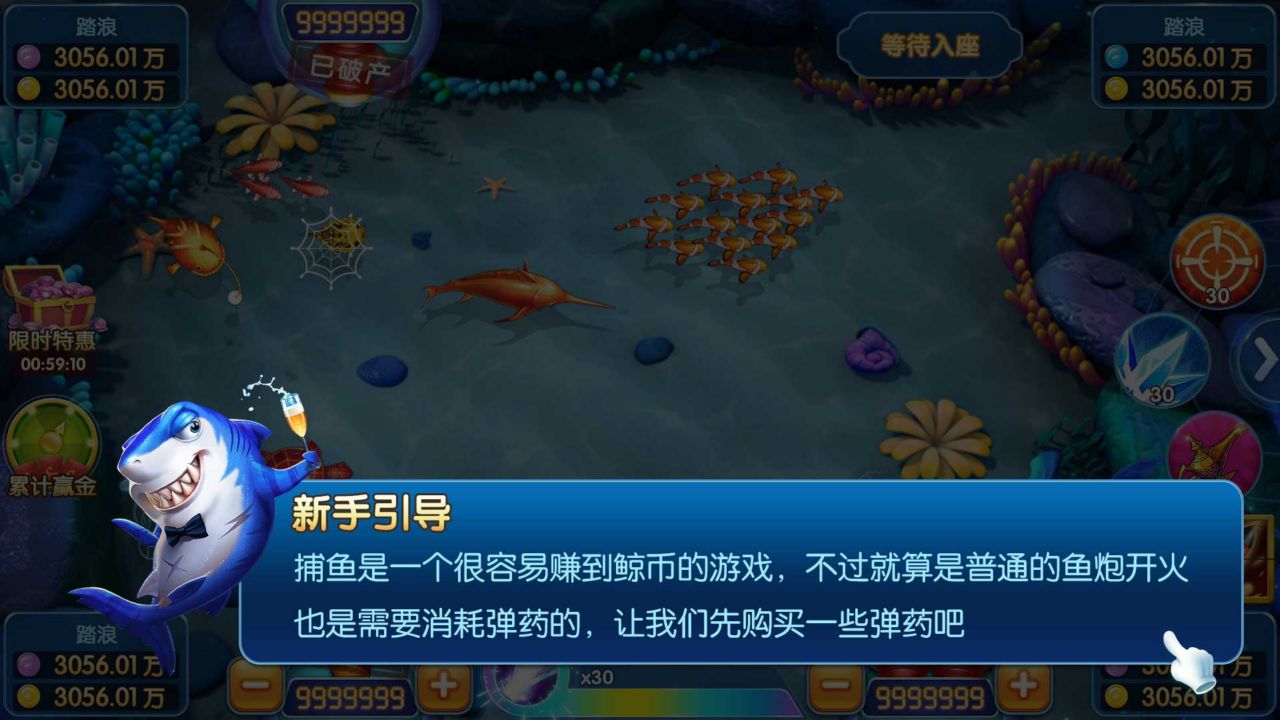 踏浪
3056.01万
3056.01万
9999999
已破产
等待入座
踏浪
3056.01万
3056.01万
30
限时特惠
00:59:10
30
累计赢金
新手引导
捕鱼是一个很容易赚到鲸币的游戏，不过就算是普通的鱼炮开火
也是需要消耗弹药的，让我们先购买一些弹药吧
踏浪
3056.01万
3056.01万
9999999
x30
9999999
3056.01万